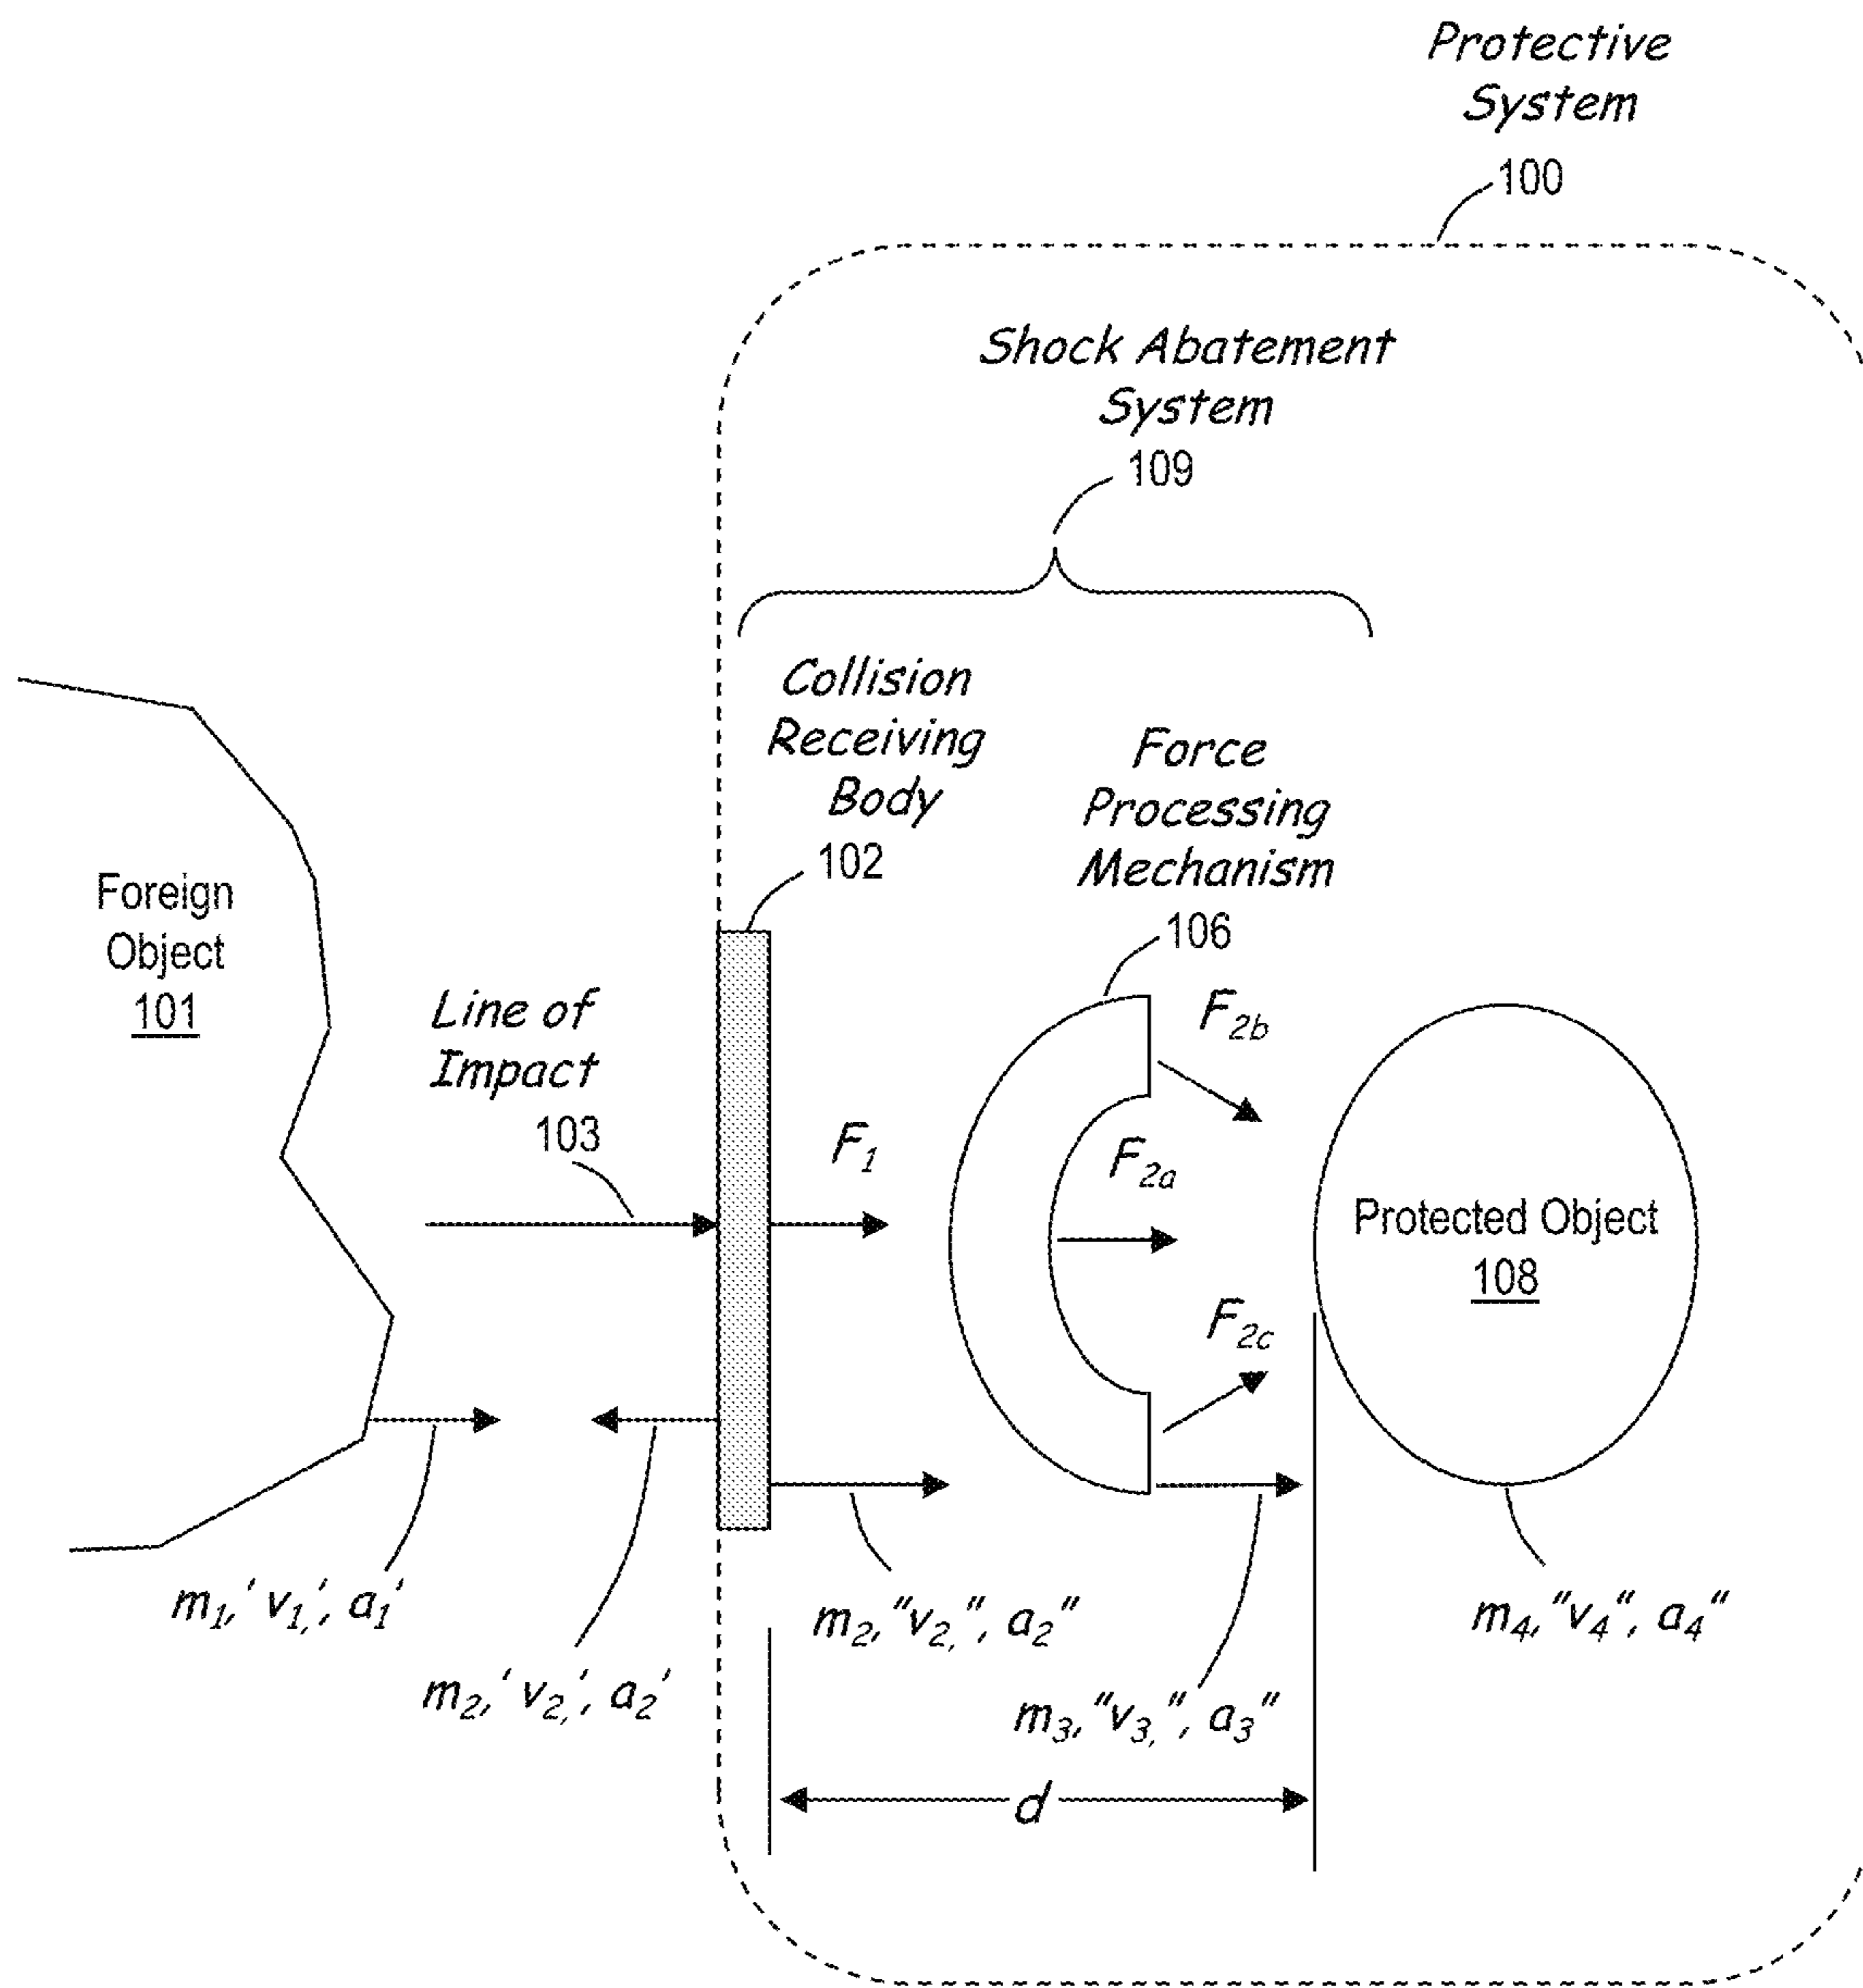 Protective
System
100
Shock Abatement
System
109
Collision
Receiving
Body
102
Force
Processing
Mechanism
106
Foreign
Object
101
Line of
Impact
103
F1
F2b
F2a
F2c
Protected Object
108
m1,' v1,', a1'
m2,' v2,', a2'
m2,"v2,", a2"
m3,"v3,", a3"
m4,"v4", a4"
d